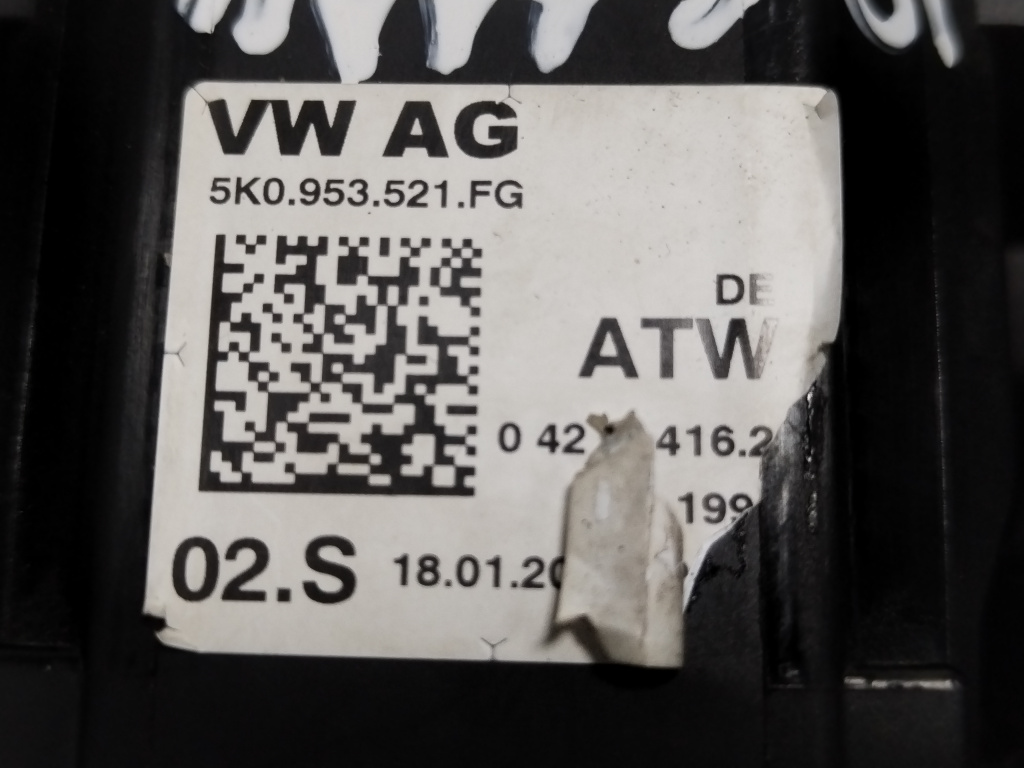 VW AG
5K0.953.521.FG
DE
ATW
0 42 416.2
199
02.S 18.01.20